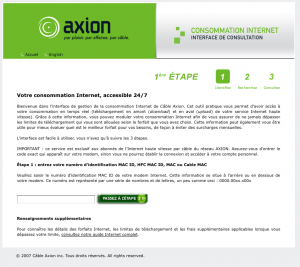 axion
par plaisir. par affaires. par câble.
CONSOMMATION INTERNET
INTERFACE DE CONSULTATION
Accueil English
1ère ÉTAPE
1 2 3
Identifiez Recherchez Consultez
Votre consommation Internet, accessible 24/7
Bienvenue dans l'interface de gestion de la consommation Internet de Câble Axion. Cet outil pratique vous permet d'avoir accès à
votre consommation en temps réel (téléchargement en amont (download) et en aval (upload) de votre service Internet haute
vitesse). Grâce à cette information, vous pouvez moduler votre consommation Internet afin de vous assurer de ne jamais dépasser
les limites de téléchargement qui vous sont allouées selon le forfait que vous avez choisi. Cette information peut également vous être
utile pour mieux évaluer quel est le meilleur forfait pour vos besoins, de façon à éviter des surcharges mensuelles.
L'interface est facile à utiliser, vous n'avez qu'à suivre les 3 étapes.
IMPORTANT : ce service est exclusif aux abonnés de l'Internet haute vitesse par câble du réseau AXION. Assurez-vous d'entrer le
code exact qui apparaît sur votre modem, sinon vous ne pourrez établir la connexion et accéder à votre compte personnel.
Étape 1 : entrez votre numéro d'identification MAC ID, HFC MAC ID, MAC ou Cable MAC
Veuillez saisir le numéro d'identification MAC ID de votre modem Internet. Cette information se situe à l'arrière ou en dessous de
votre modem. Ce numéro est représenté par une série de nombres et de lettres, un peu comme ceci : 0000.00xx.x00x
PASSEZ À L'ÉTAPE
Renseignements supplémentaires
Pour connaître les détails des forfaits Internet, les limites de téléchargement et les frais supplémentaires applicables lorsque vous
dépassez votre limite, consultez notre guide Internet complet.
© 2007 Câble Axion inc. Tous droits réservés. All rights reserved.